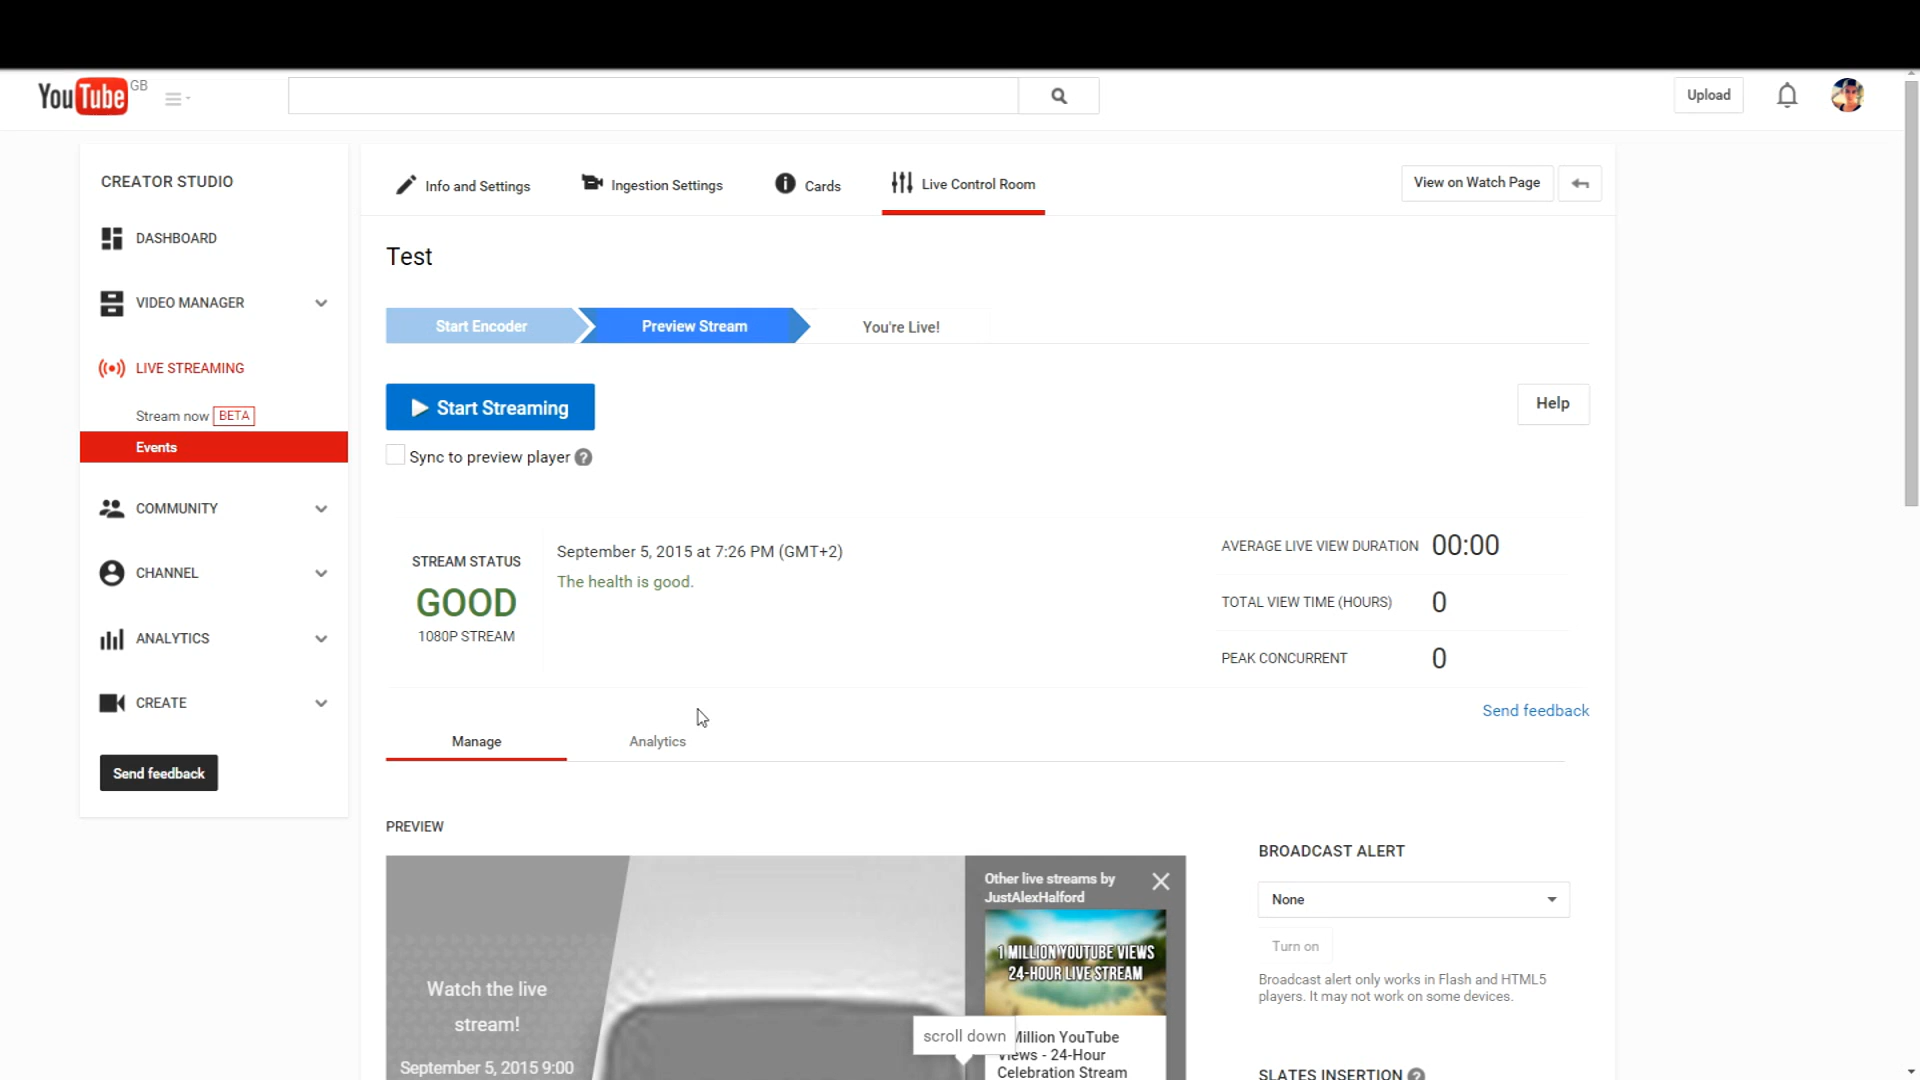 YouTube GB
Upload
CREATOR STUDIO
DASHBOARD
VIDEO MANAGER
LIVE STREAMING
Stream now BETA
Events
COMMUNITY
CHANNEL
ANALYTICS
CREATE
Send feedback
Info and Settings
Ingestion Settings
Cards
Live Control Room
View on Watch Page
Test
Start Encoder
Preview Stream
You're Live!
Start Streaming
Help
Sync to preview player ?
STREAM STATUS
GOOD
1080P STREAM
September 5, 2015 at 7:26 PM (GMT+2)
The health is good.
AVERAGE LIVE VIEW DURATION 00:00
TOTAL VIEW TIME (HOURS) 0
PEAK CONCURRENT 0
Send feedback
Manage
Analytics
PREVIEW
Watch the live
stream!
September 5, 2015 9:00
Other live streams by
JustAlexHalford
1 MILLION YOUTUBE VIEWS
24-HOUR LIVE STREAM
scroll down
Million YouTube
Views - 24-Hour
Celebration Stream
BROADCAST ALERT
None
Turn on
Broadcast alert only works in Flash and HTML5
players. It may not work on some devices.
SLATES INSERTION ?